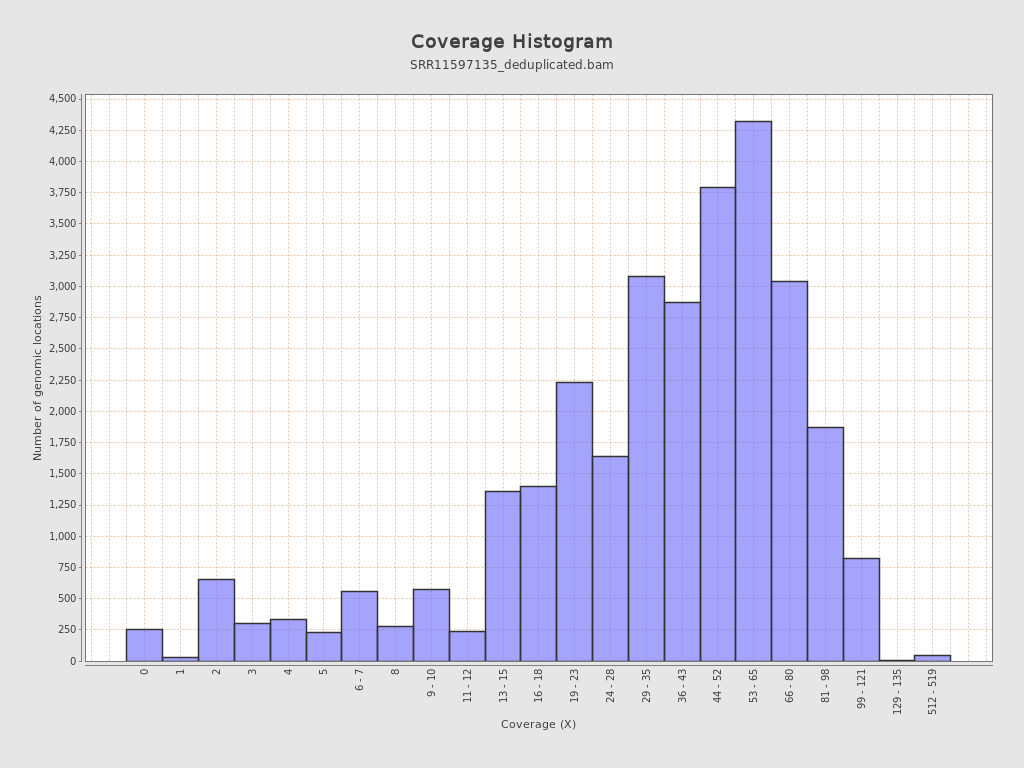 Coverage Histogram
SRR11597135_deduplicated.bam
4,500
4,250
4,000
3,750
3,500
3,250
3,000
2,750
2,500
2,250
2,000
1,750
1,500
1,250
1,000
750
500
250
0
Number of genomic locations
0
1
2
3
4
5
6 - 7
8
9 - 10
11 - 12
13 - 15
16 - 18
19 - 23
24 - 28
29 - 35
36 - 43
44 - 52
53 - 65
66 - 80
81 - 98
99 - 121
129 - 135
512 - 519
Coverage (X)